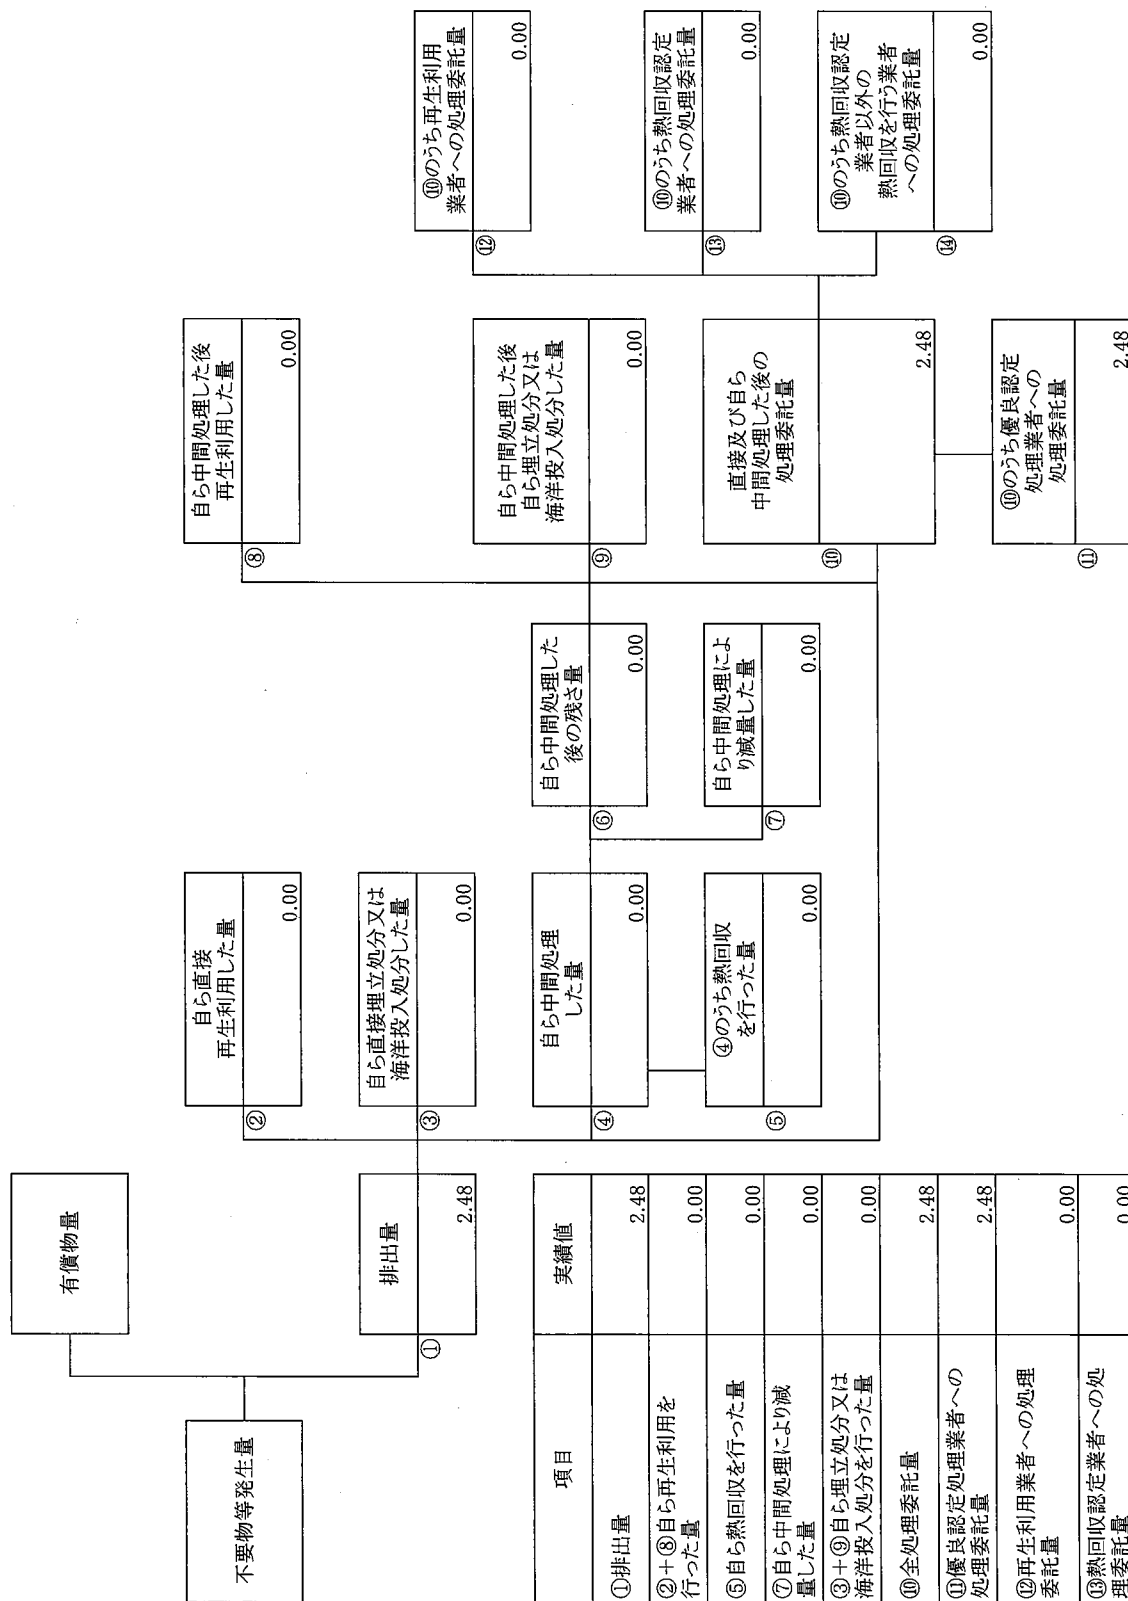 不要物等発生量
有償物量
①
排出量
2.48
②
自ら直接
再生利用した量
0.00
③
自ら直接埋立処分又は
海洋投入処分した量
0.00
④
自ら中間処理
した量
0.00
⑤
④のうち熱回収
を行った量
0.00
⑥
自ら中間処理した
後の残さ量
0.00
⑦
自ら中間処理によ
り減量した量
0.00
⑧
自ら中間処理した後
再生利用した量
0.00
⑨
自ら中間処理した後
自ら埋立処分又は
海洋投入処分した量
0.00
⑩
直接及び自ら
中間処理した後の
処理委託量
2.48
⑪
⑩のうち優良認定
処理業者への
処理委託量
2.48
⑫
⑩のうち再生利用
業者への処理委託量
0.00
⑬
⑩のうち熱回収認定
業者への処理委託量
0.00
⑭
⑩のうち熱回収認定
業者以外の
熱回収を行う業者
への処理委託量
0.00
項目 実績値
①排出量 2.48
②+⑧自ら再生利用を
行った量 0.00
⑤自ら熱回収を行った量 0.00
⑦自ら中間処理により減
量した量 0.00
③+⑨自ら埋立処分又は
海洋投入処分を行った量 0.00
⑩全処理委託量 2.48
⑪優良認定処理業者への
処理委託量 2.48
⑫再生利用業者への処理
委託量 0.00
⑬熱回収認定業者への処
理委託量 0.00